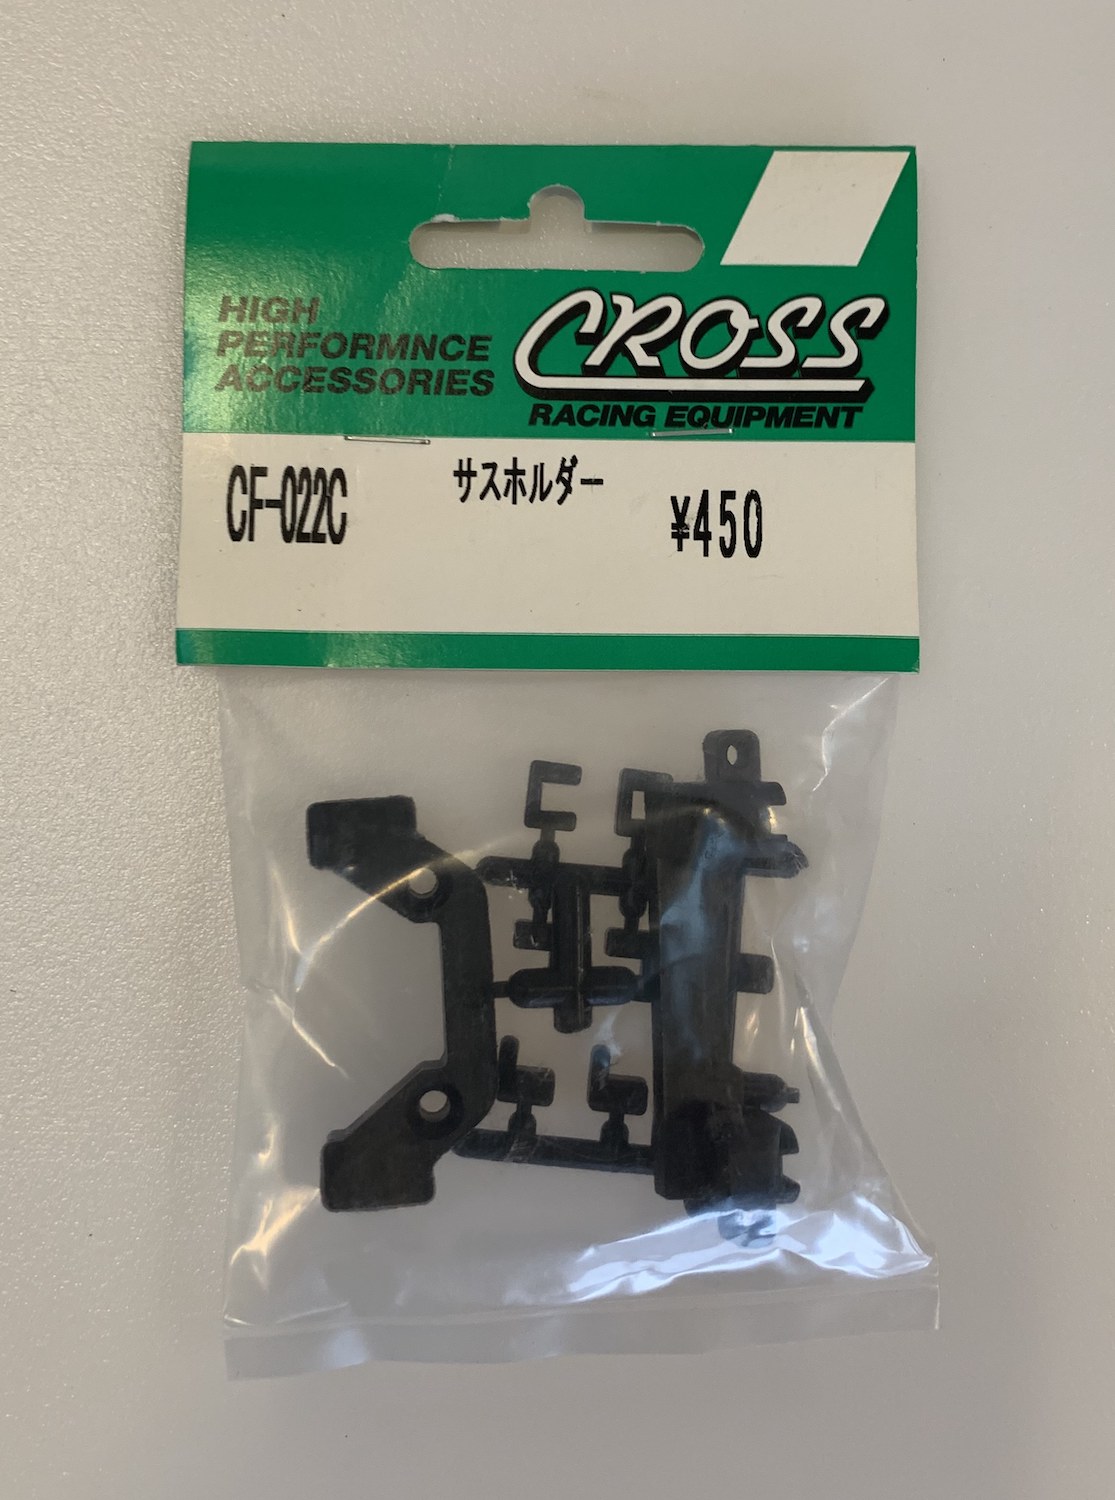 HIGH
PERFORMNCE
ACCESSORIES
CROSS
RACING EQUIPMENT
CF-022C
サスホルダー
¥450